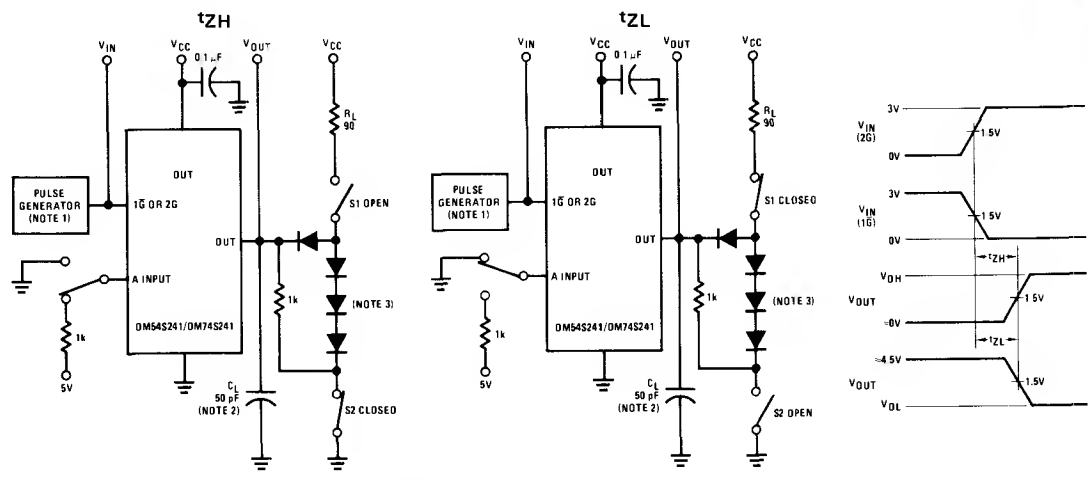 tZH
VIN
VCC
0.1 µF
VOUT
VCC
RL
90
OUT
PULSE
GENERATOR
(NOTE 1)
1G̅ OR 2G
S1 OPEN
OUT
A INPUT
1k
(NOTE 3)
1k
DM54S241/DM74S241
5V
CL
50 pF
(NOTE 2)
S2 CLOSED
tZL
VIN
VCC
0.1 µF
VOUT
VCC
RL
90
OUT
PULSE
GENERATOR
(NOTE 1)
1G̅ OR 2G
S1 CLOSED
OUT
A INPUT
1k
(NOTE 3)
1k
DM54S241/DM74S241
5V
CL
50 pF
(NOTE 2)
S2 OPEN
3V
VIN
(2G)
1.5V
0V
3V
VIN
(1G̅)
1.5V
0V
tZH
VOH
VOUT
1.5V
≈0V
tZL
≈4.5V
VOUT
1.5V
VOL